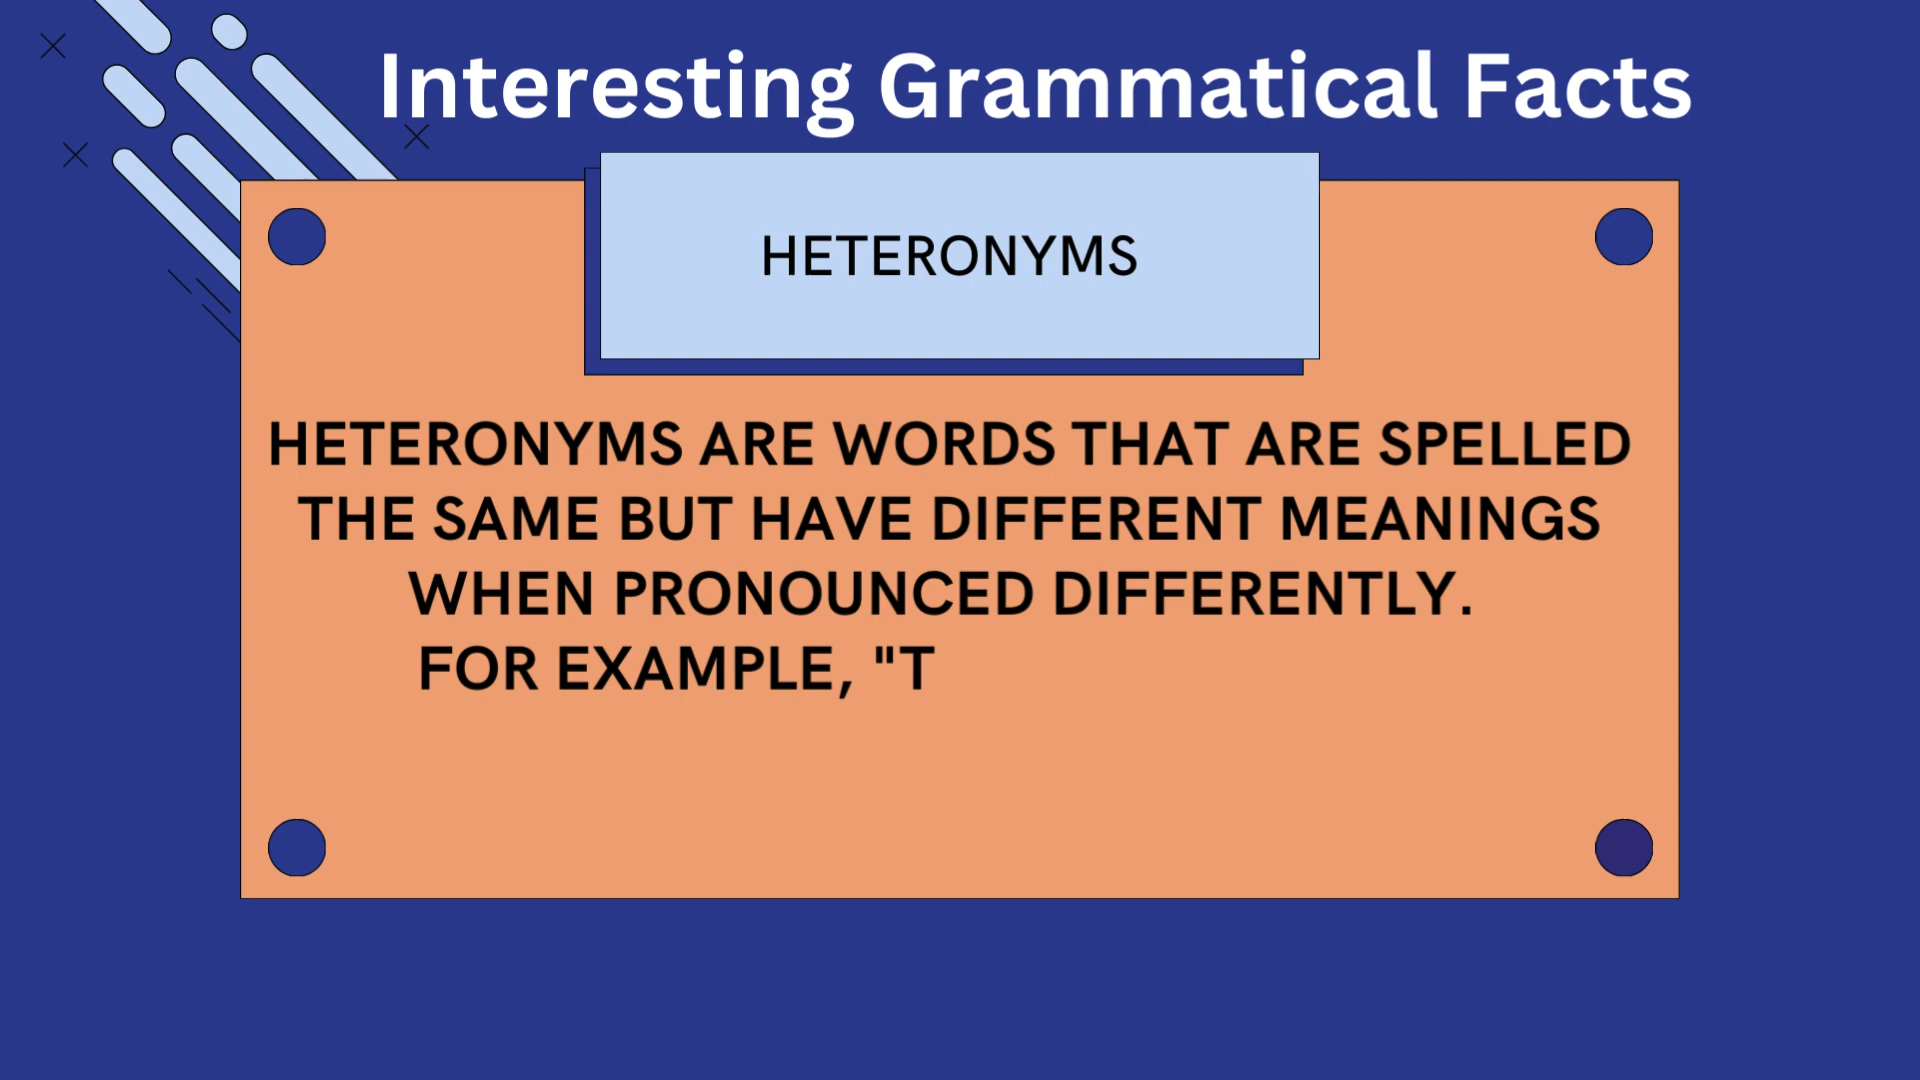 Interesting Grammatical Facts
HETERONYMS
HETERONYMS ARE WORDS THAT ARE SPELLED
THE SAME BUT HAVE DIFFERENT MEANINGS
WHEN PRONOUNCED DIFFERENTLY.
FOR EXAMPLE, "T